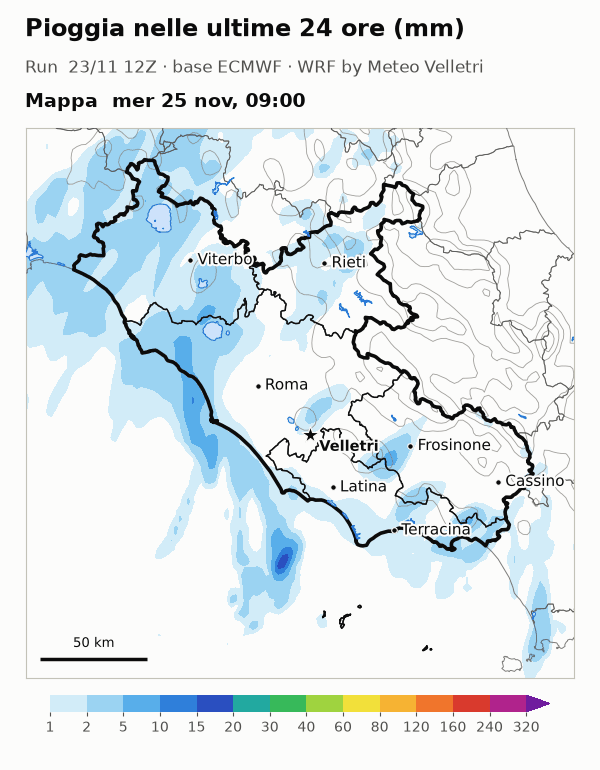 Pioggia nelle ultime 24 ore (mm)
Run  23/11 12Z · base ECMWF · WRF by Meteo Velletri
Mappa  mer 25 nov, 09:00
Viterbo
Rieti
Roma
Velletri
Frosinone
Latina
Cassino
Terracina
50 km
1 2 5 10 15 20 30 40 60 80 120 160 240 320